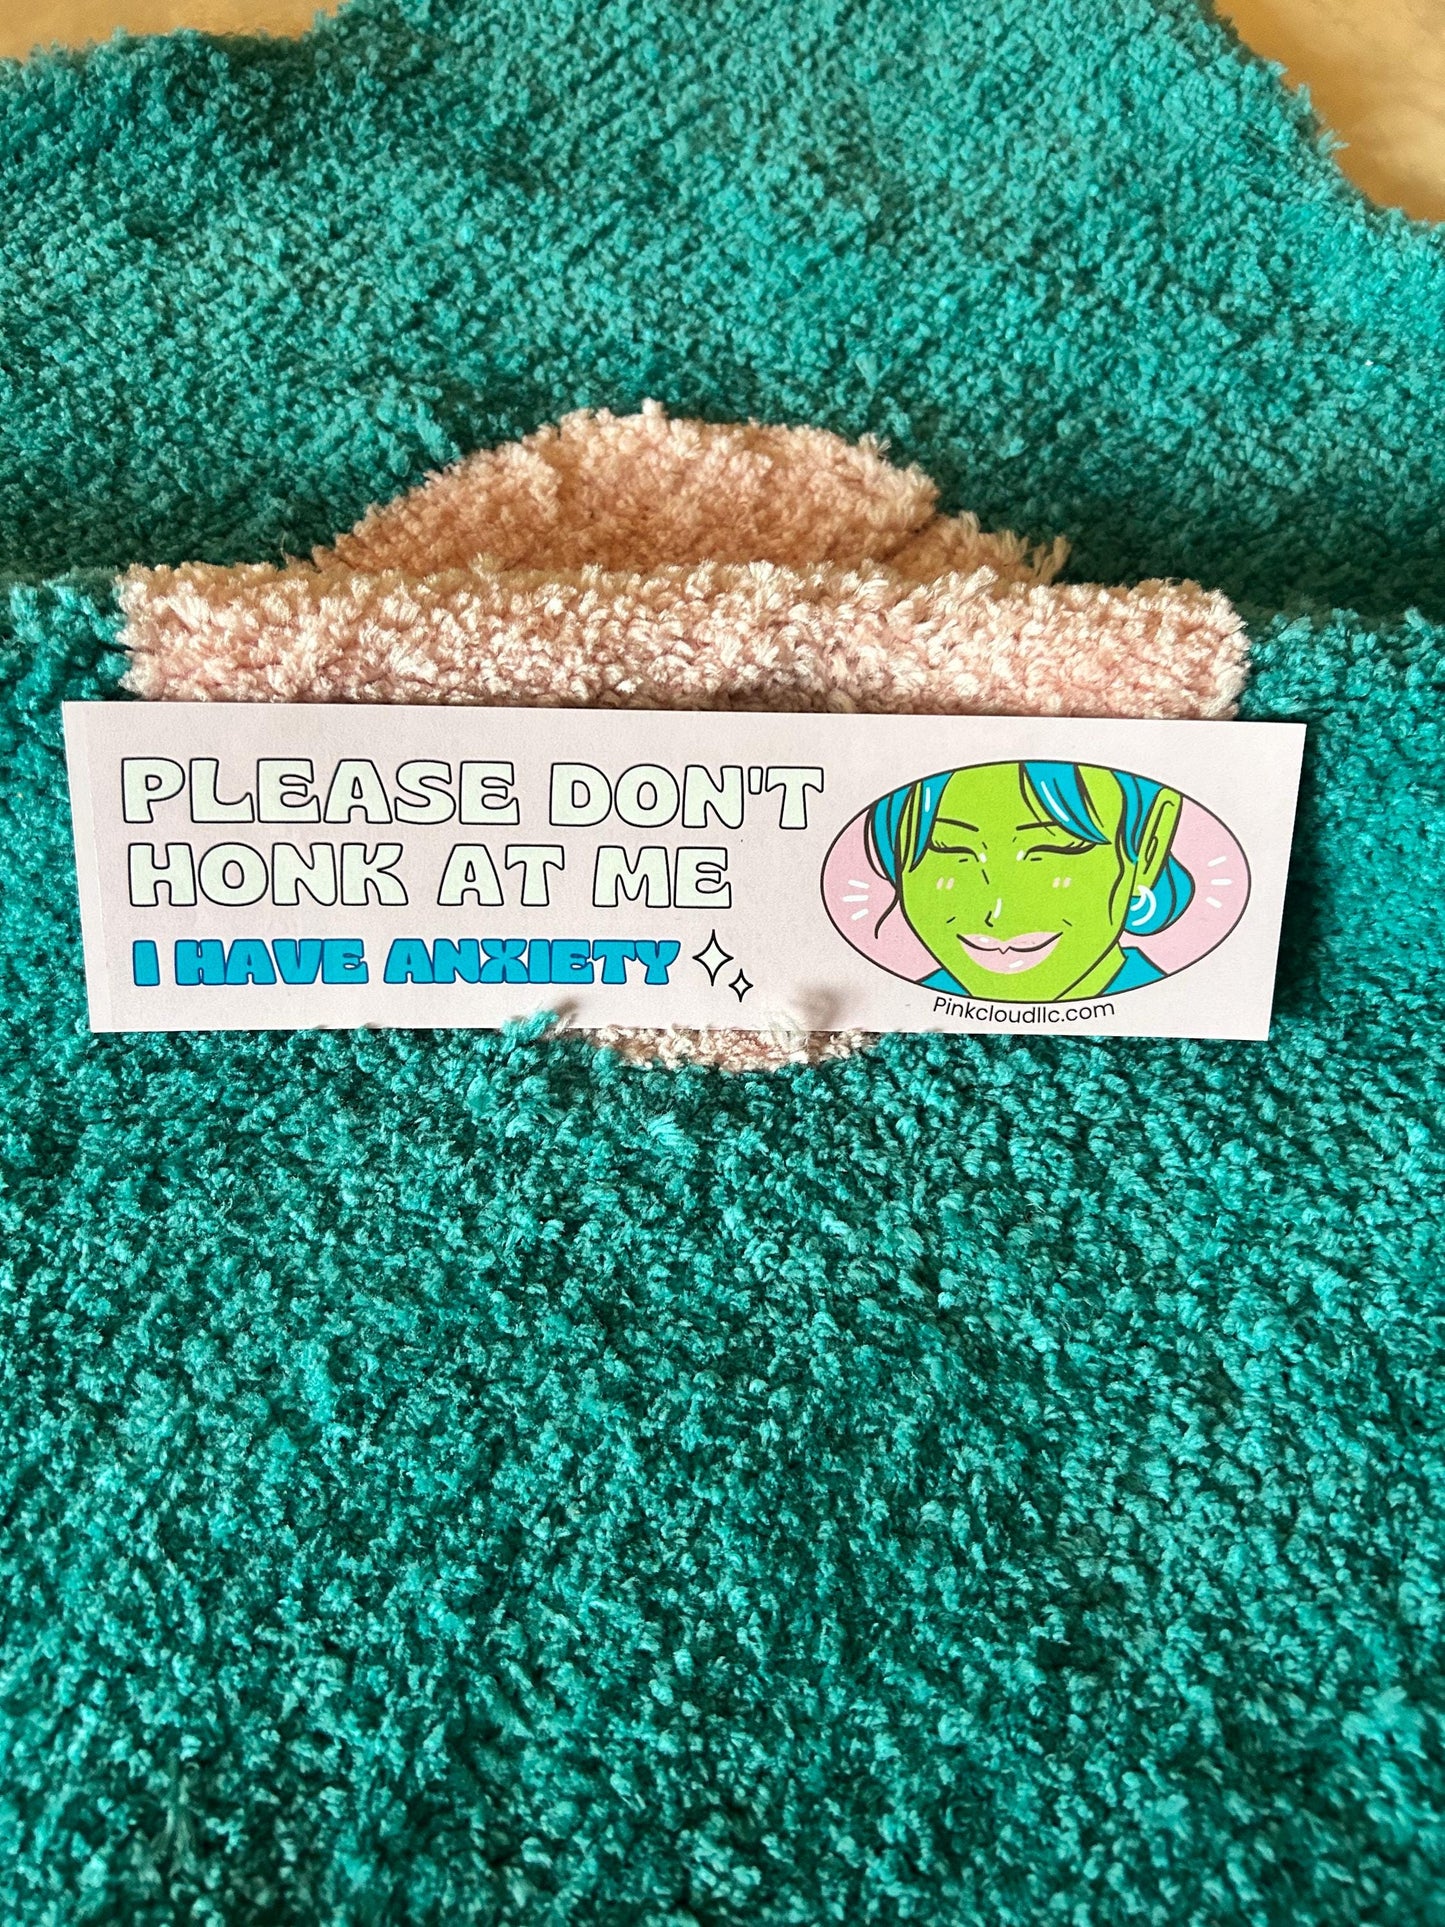 PLEASE DON'T
HONK AT ME
I HAVE ANXIETY
Pinkcloudllc.com